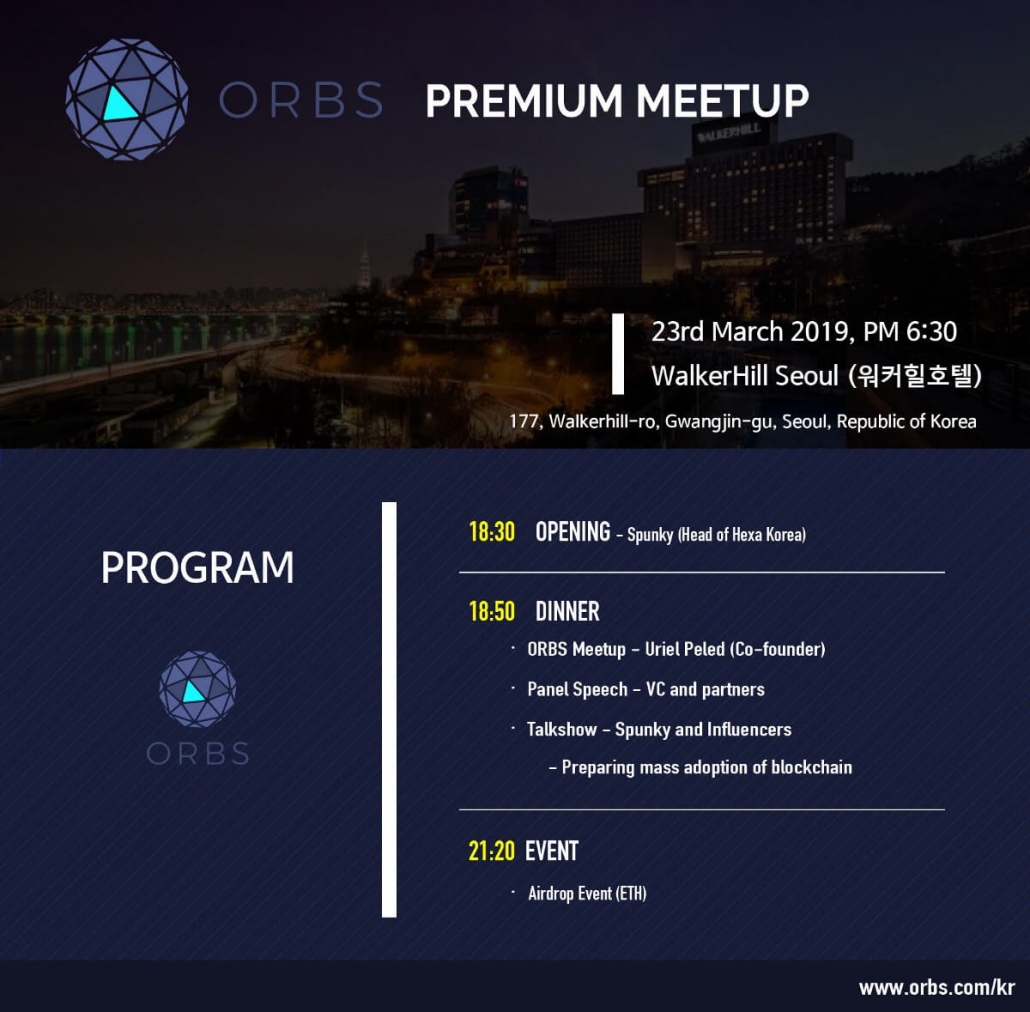 ORBS PREMIUM MEETUP
WALKERHILL
23rd March 2019, PM 6:30
WalkerHill Seoul (워커힐호텔)
177, Walkerhill-ro, Gwangjin-gu, Seoul, Republic of Korea
PROGRAM
ORBS
18:30 OPENING - Spunky (Head of Hexa Korea)
18:50 DINNER
· ORBS Meetup - Uriel Peled (Co-founder)
· Panel Speech - VC and partners
· Talkshow - Spunky and Influencers
- Preparing mass adoption of blockchain
21:20 EVENT
· Airdrop Event (ETH)
www.orbs.com/kr